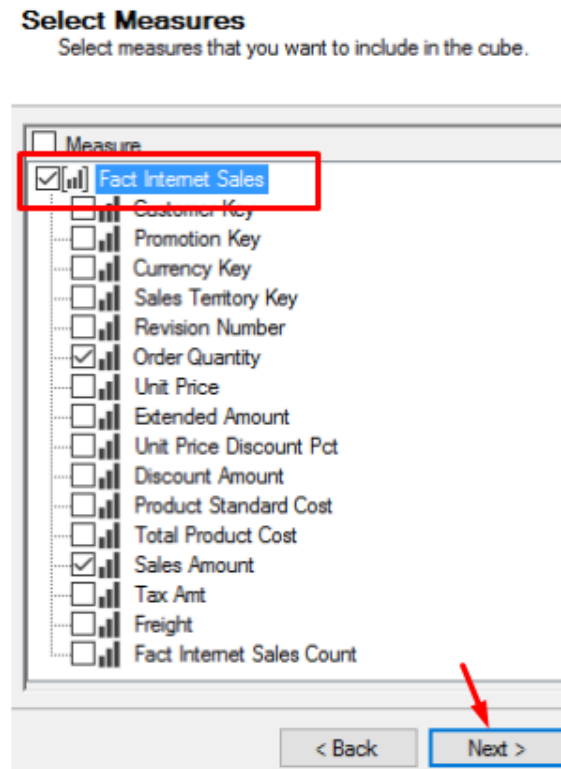 Select Measures
Select measures that you want to include in the cube.
Measure
Fact Internet Sales
Customer Key
Promotion Key
Currency Key
Sales Territory Key
Revision Number
Order Quantity
Unit Price
Extended Amount
Unit Price Discount Pct
Discount Amount
Product Standard Cost
Total Product Cost
Sales Amount
Tax Amt
Freight
Fact Internet Sales Count
< Back Next >